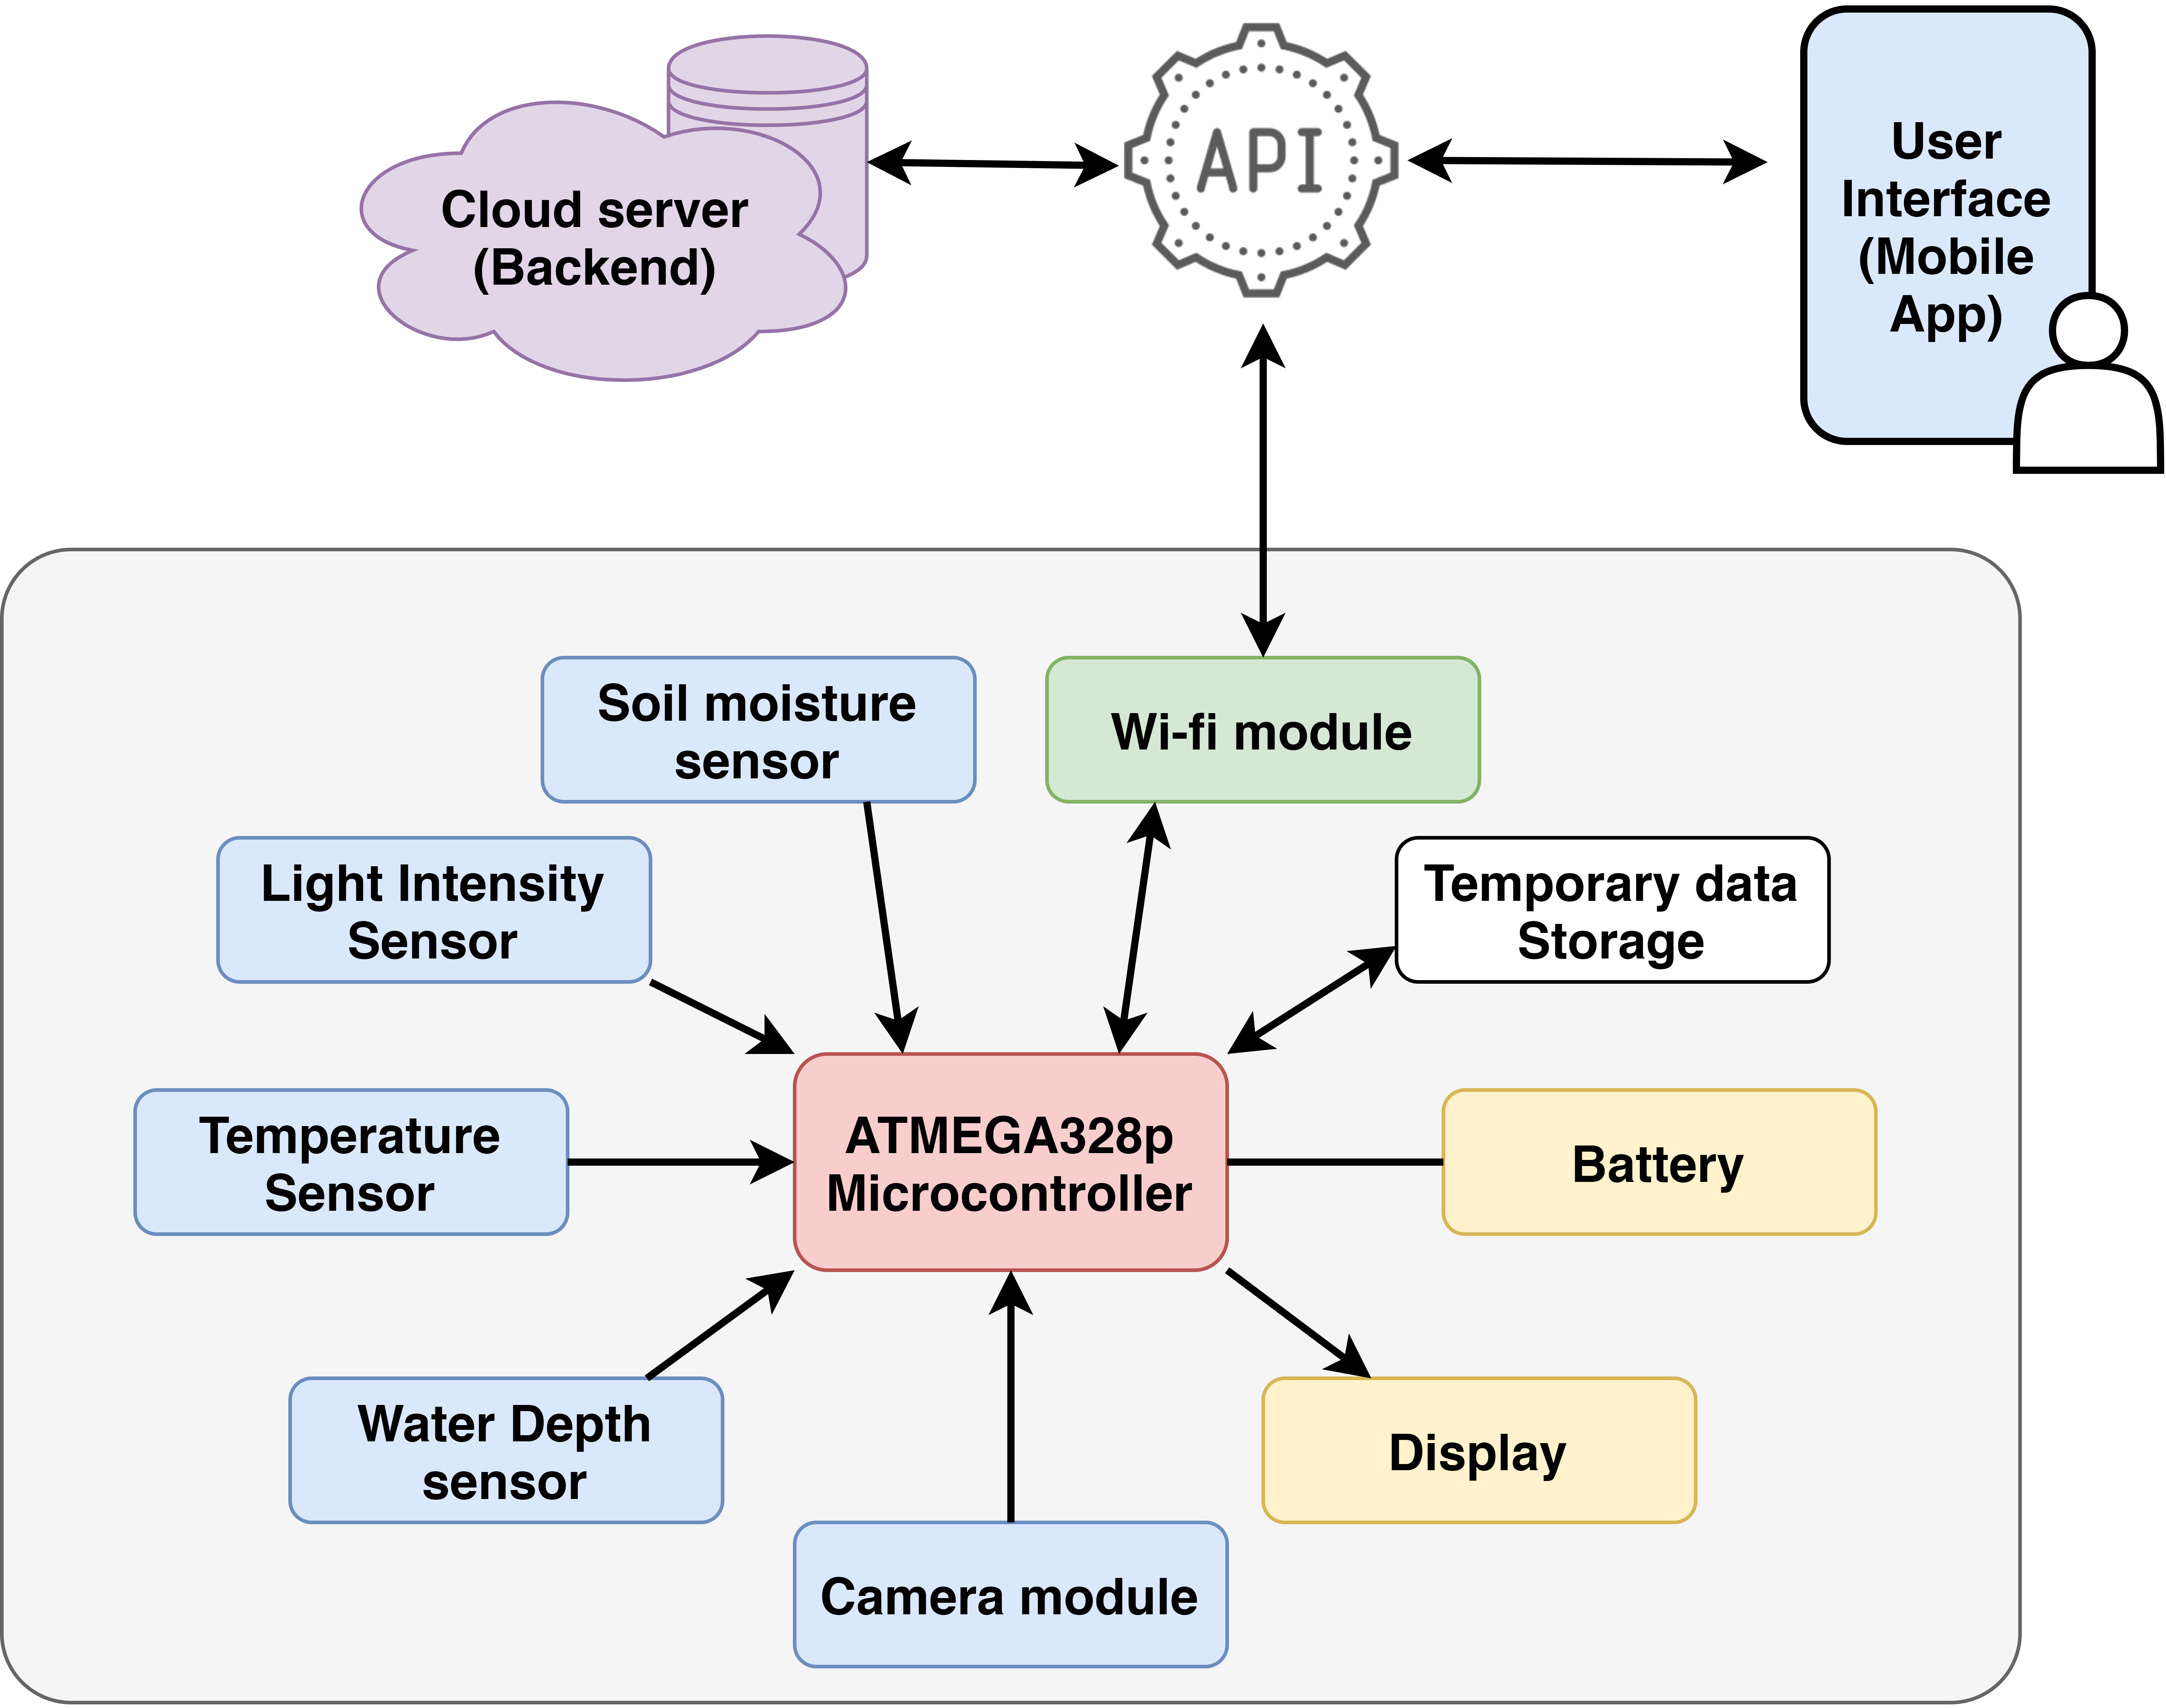 Cloud server
(Backend)
API
User
Interface
(Mobile
App)
Soil moisture
sensor
Wi-fi module
Light Intensity
Sensor
Temporary data
Storage
Temperature
Sensor
ATMEGA328p
Microcontroller
Battery
Water Depth
sensor
Display
Camera module